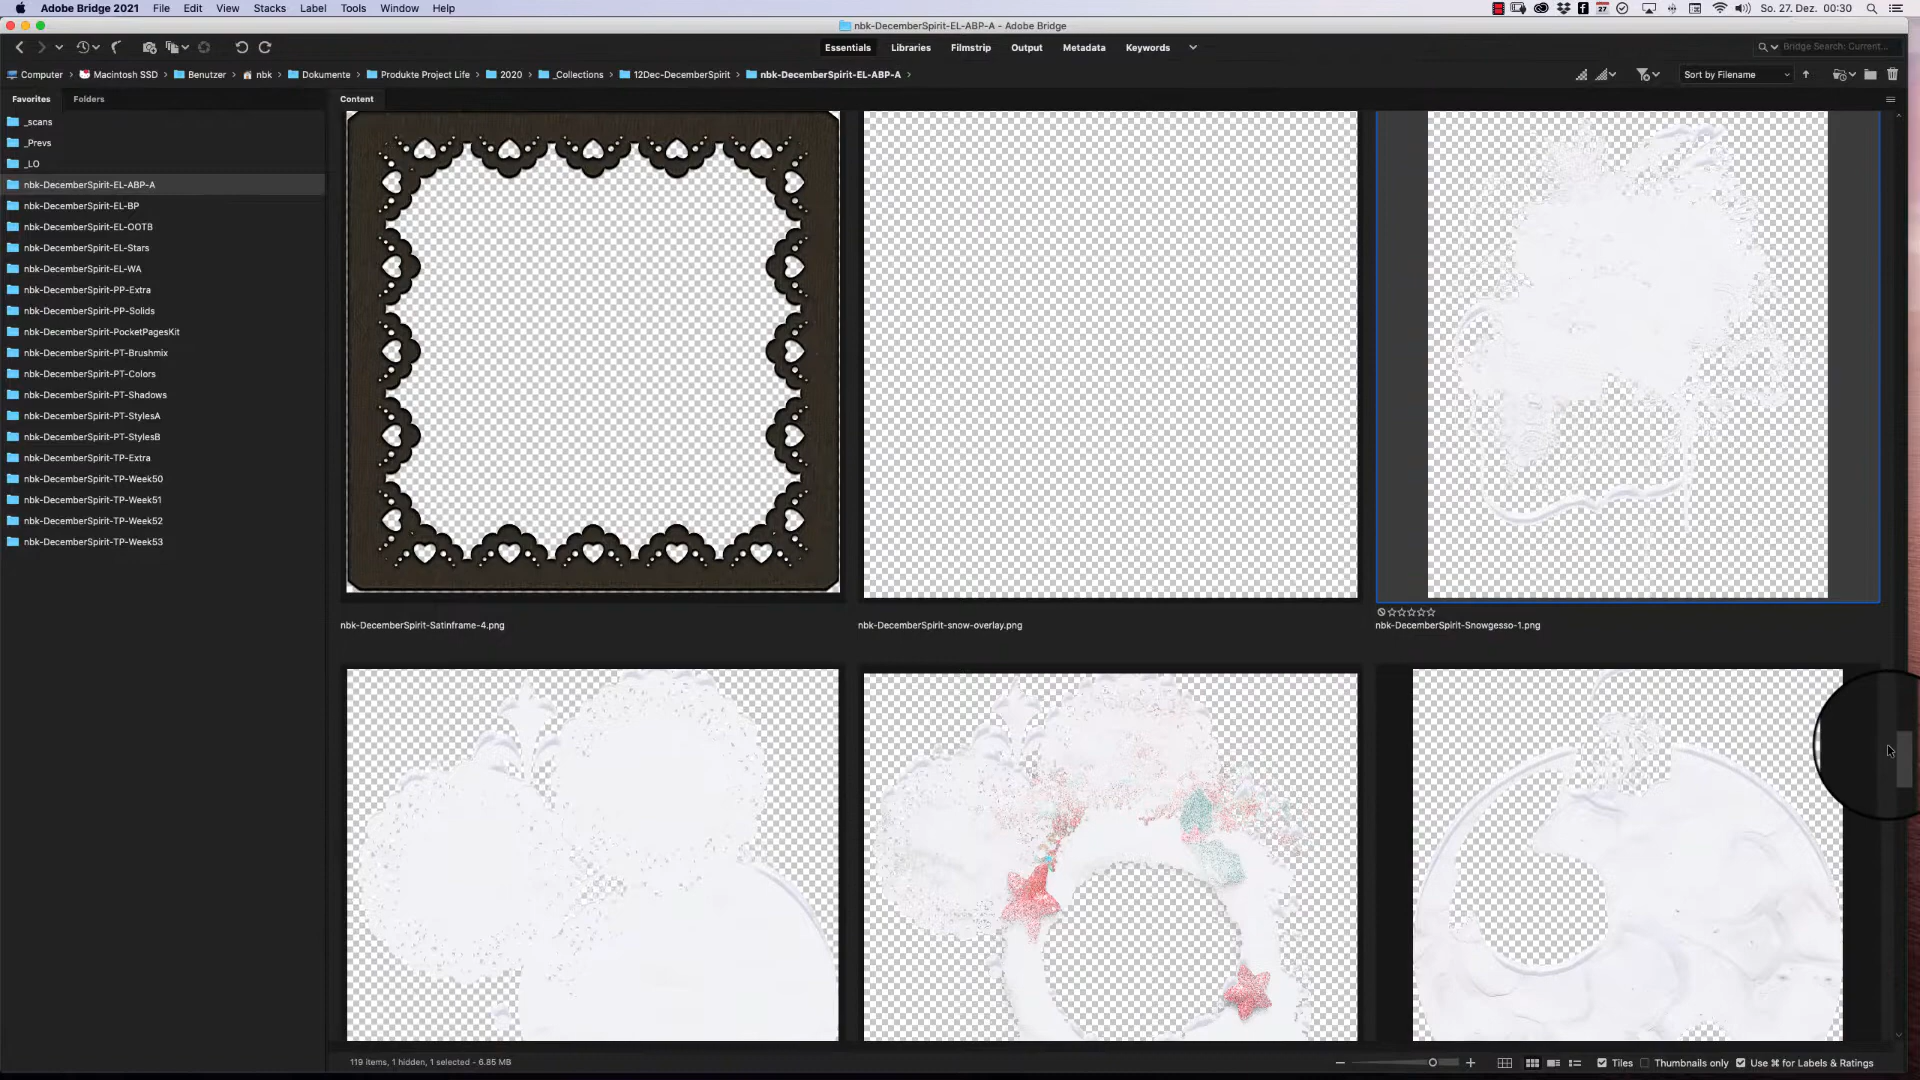 Adobe Bridge 2021 File Edit View Stacks Label Tools Window Help 27 So. 27. Dez. 00:30
nbk-DecemberSpirit-EL-ABP-A - Adobe Bridge
Essentials Libraries Filmstrip Output Metadata Keywords Bridge Search: Current...
Computer Macintosh SSD Benutzer nbk Dokumente Produkte Project Life 2020 _Collections 12Dec-DecemberSpirit nbk-DecemberSpirit-EL-ABP-A Sort by Filename
Favorites Folders Content
_scans
_Prevs
_LO
nbk-DecemberSpirit-EL-ABP-A
nbk-DecemberSpirit-EL-BP
nbk-DecemberSpirit-EL-OOTB
nbk-DecemberSpirit-EL-Stars
nbk-DecemberSpirit-EL-WA
nbk-DecemberSpirit-PP-Extra
nbk-DecemberSpirit-PP-Solids
nbk-DecemberSpirit-PocketPagesKit
nbk-DecemberSpirit-PT-Brushmix
nbk-DecemberSpirit-PT-Colors
nbk-DecemberSpirit-PT-Shadows
nbk-DecemberSpirit-PT-StylesA
nbk-DecemberSpirit-PT-StylesB
nbk-DecemberSpirit-TP-Extra
nbk-DecemberSpirit-TP-Week50
nbk-DecemberSpirit-TP-Week51
nbk-DecemberSpirit-TP-Week52
nbk-DecemberSpirit-TP-Week53
nbk-DecemberSpirit-Satinframe-4.png nbk-DecemberSpirit-snow-overlay.png nbk-DecemberSpirit-Snowgesso-1.png
119 items, 1 hidden, 1 selected - 6.85 MB Tiles Thumbnails only Use ⌘ for Labels & Ratings